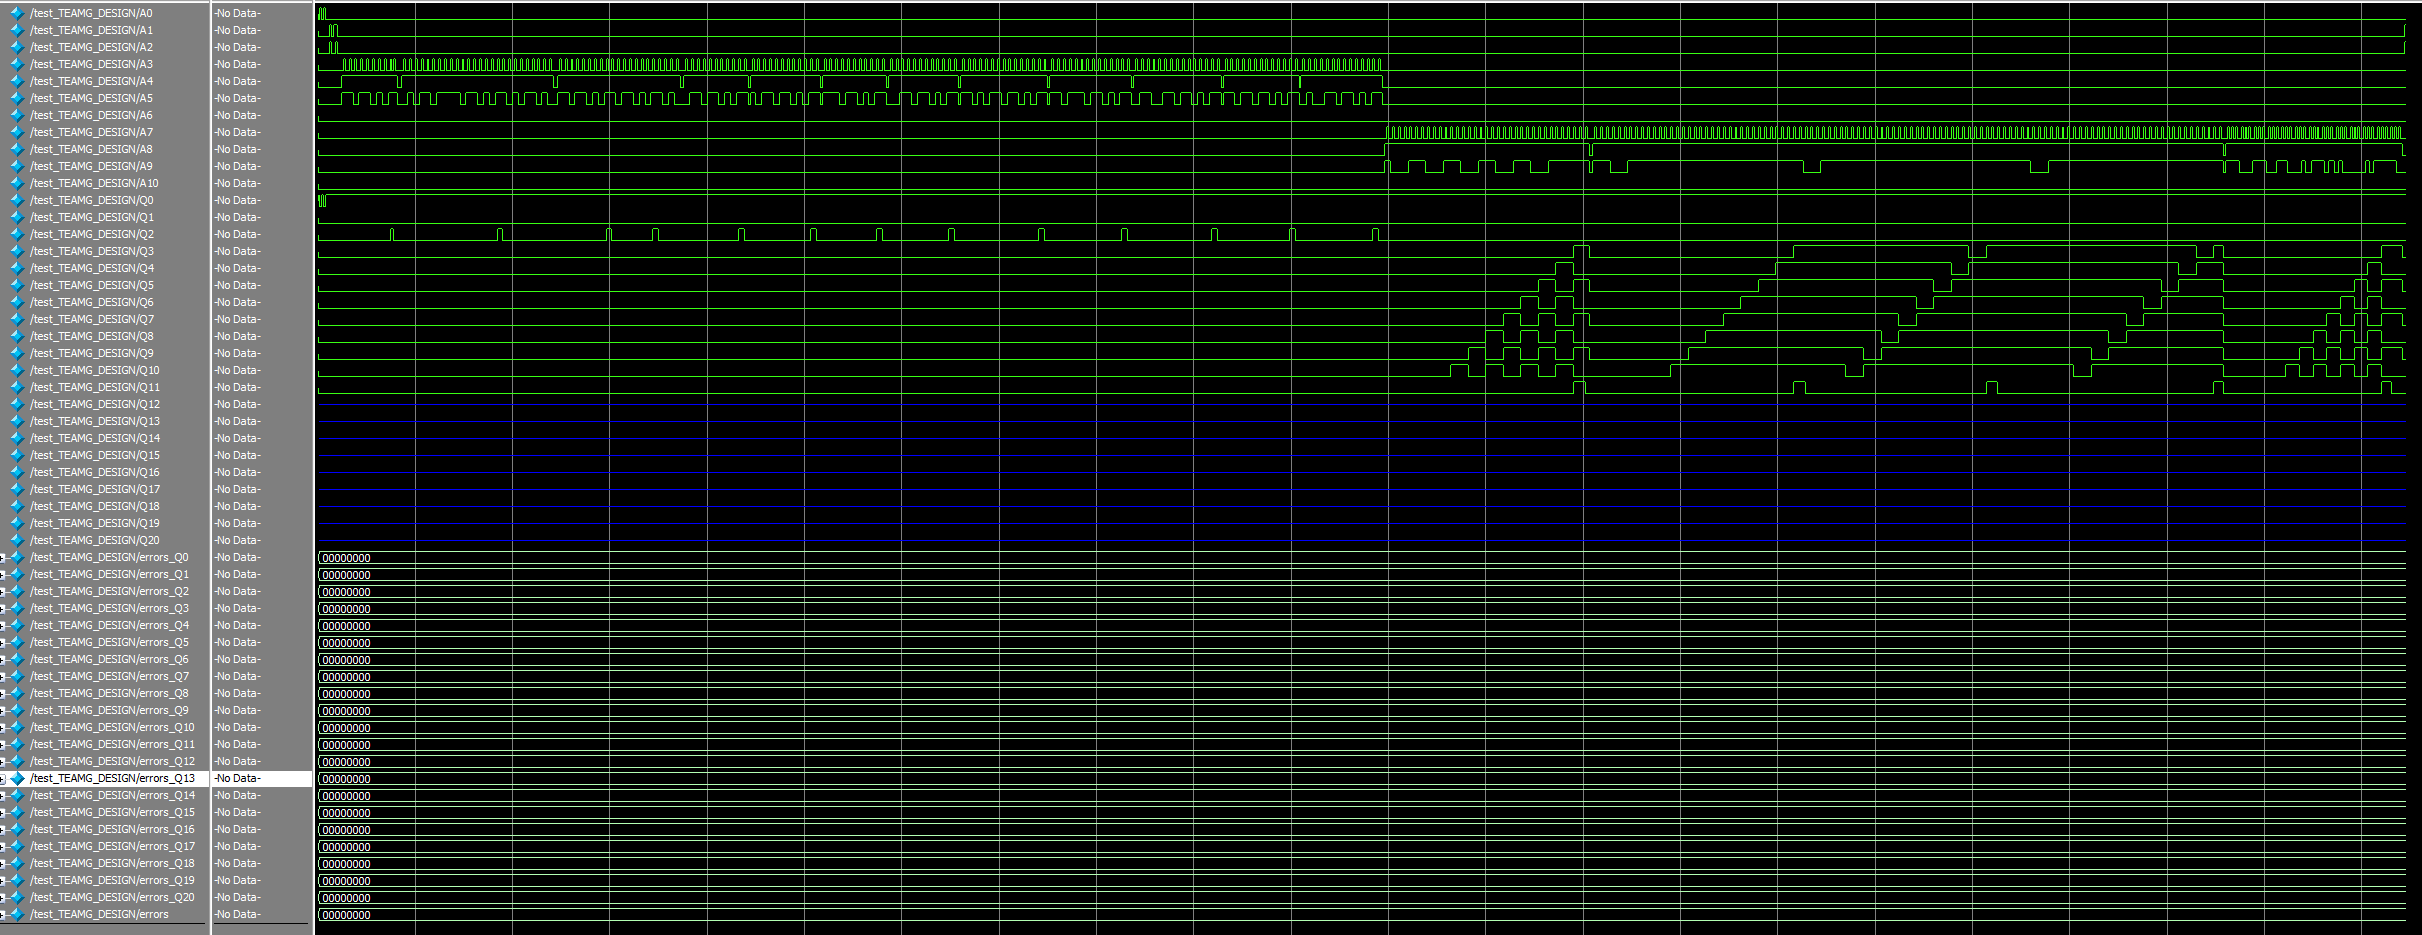 /test_TEAMG_DESIGN/A0 -No Data-
/test_TEAMG_DESIGN/A1 -No Data-
/test_TEAMG_DESIGN/A2 -No Data-
/test_TEAMG_DESIGN/A3 -No Data-
/test_TEAMG_DESIGN/A4 -No Data-
/test_TEAMG_DESIGN/A5 -No Data-
/test_TEAMG_DESIGN/A6 -No Data-
/test_TEAMG_DESIGN/A7 -No Data-
/test_TEAMG_DESIGN/A8 -No Data-
/test_TEAMG_DESIGN/A9 -No Data-
/test_TEAMG_DESIGN/A10 -No Data-
/test_TEAMG_DESIGN/Q0 -No Data-
/test_TEAMG_DESIGN/Q1 -No Data-
/test_TEAMG_DESIGN/Q2 -No Data-
/test_TEAMG_DESIGN/Q3 -No Data-
/test_TEAMG_DESIGN/Q4 -No Data-
/test_TEAMG_DESIGN/Q5 -No Data-
/test_TEAMG_DESIGN/Q6 -No Data-
/test_TEAMG_DESIGN/Q7 -No Data-
/test_TEAMG_DESIGN/Q8 -No Data-
/test_TEAMG_DESIGN/Q9 -No Data-
/test_TEAMG_DESIGN/Q10 -No Data-
/test_TEAMG_DESIGN/Q11 -No Data-
/test_TEAMG_DESIGN/Q12 -No Data-
/test_TEAMG_DESIGN/Q13 -No Data-
/test_TEAMG_DESIGN/Q14 -No Data-
/test_TEAMG_DESIGN/Q15 -No Data-
/test_TEAMG_DESIGN/Q16 -No Data-
/test_TEAMG_DESIGN/Q17 -No Data-
/test_TEAMG_DESIGN/Q18 -No Data-
/test_TEAMG_DESIGN/Q19 -No Data-
/test_TEAMG_DESIGN/Q20 -No Data-
/test_TEAMG_DESIGN/errors_Q0 -No Data- 00000000
/test_TEAMG_DESIGN/errors_Q1 -No Data- 00000000
/test_TEAMG_DESIGN/errors_Q2 -No Data- 00000000
/test_TEAMG_DESIGN/errors_Q3 -No Data- 00000000
/test_TEAMG_DESIGN/errors_Q4 -No Data- 00000000
/test_TEAMG_DESIGN/errors_Q5 -No Data- 00000000
/test_TEAMG_DESIGN/errors_Q6 -No Data- 00000000
/test_TEAMG_DESIGN/errors_Q7 -No Data- 00000000
/test_TEAMG_DESIGN/errors_Q8 -No Data- 00000000
/test_TEAMG_DESIGN/errors_Q9 -No Data- 00000000
/test_TEAMG_DESIGN/errors_Q10 -No Data- 00000000
/test_TEAMG_DESIGN/errors_Q11 -No Data- 00000000
/test_TEAMG_DESIGN/errors_Q12 -No Data- 00000000
/test_TEAMG_DESIGN/errors_Q13 -No Data- 00000000
/test_TEAMG_DESIGN/errors_Q14 -No Data- 00000000
/test_TEAMG_DESIGN/errors_Q15 -No Data- 00000000
/test_TEAMG_DESIGN/errors_Q16 -No Data- 00000000
/test_TEAMG_DESIGN/errors_Q17 -No Data- 00000000
/test_TEAMG_DESIGN/errors_Q18 -No Data- 00000000
/test_TEAMG_DESIGN/errors_Q19 -No Data- 00000000
/test_TEAMG_DESIGN/errors_Q20 -No Data- 00000000
/test_TEAMG_DESIGN/errors -No Data- 00000000